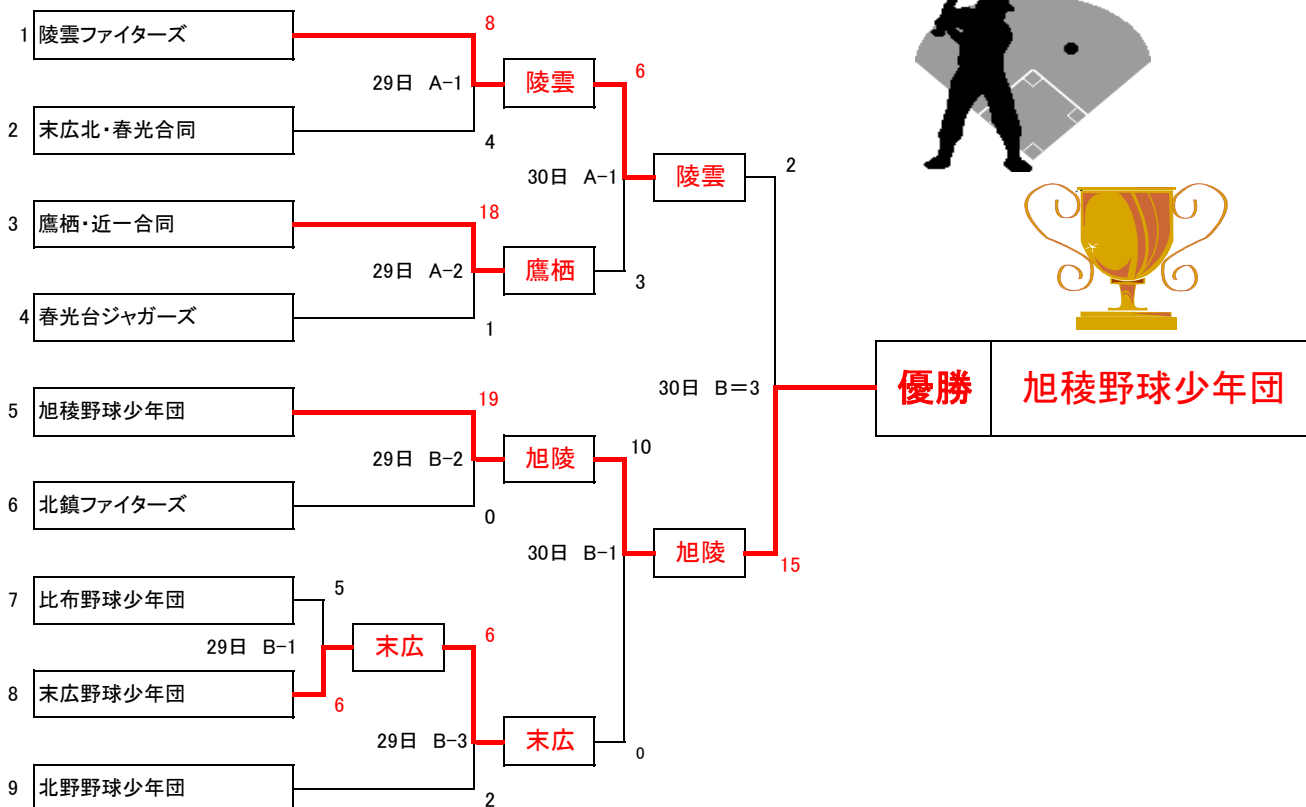 8
1 陵雲ファイターズ
29日 A-1
陵雲
6
2 末広北・春光合同
4
30日 A-1
陵雲
2
3 鷹栖・近一合同
18
29日 A-2
鷹栖
3
4 春光台ジャガーズ
1
優勝 旭稜野球少年団
30日 B=3
5 旭稜野球少年団
19
29日 B-2
旭陵
10
6 北鎮ファイターズ
0
30日 B-1
旭陵
15
7 比布野球少年団
5
29日 B-1
末広
6
8 末広野球少年団
6
29日 B-3
末広
0
9 北野野球少年団
2